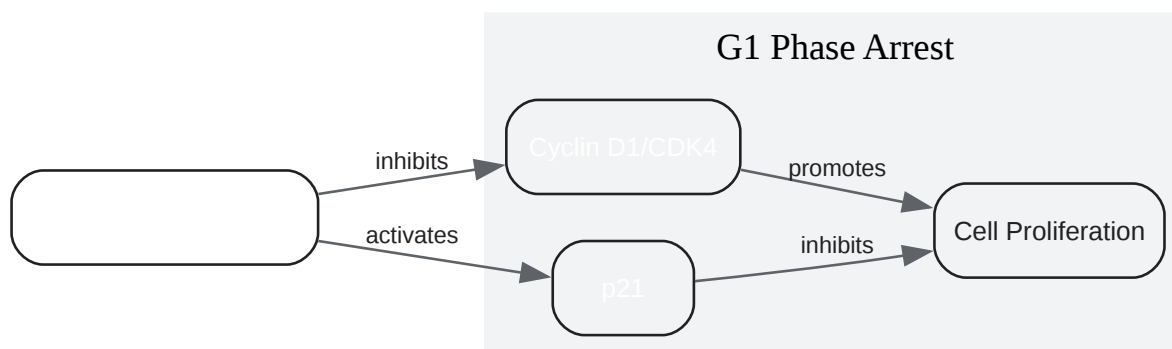 G1 Phase Arrest
Cyclin D1/CDK4
inhibits
promotes
Cell Proliferation
activates
inhibits
p21